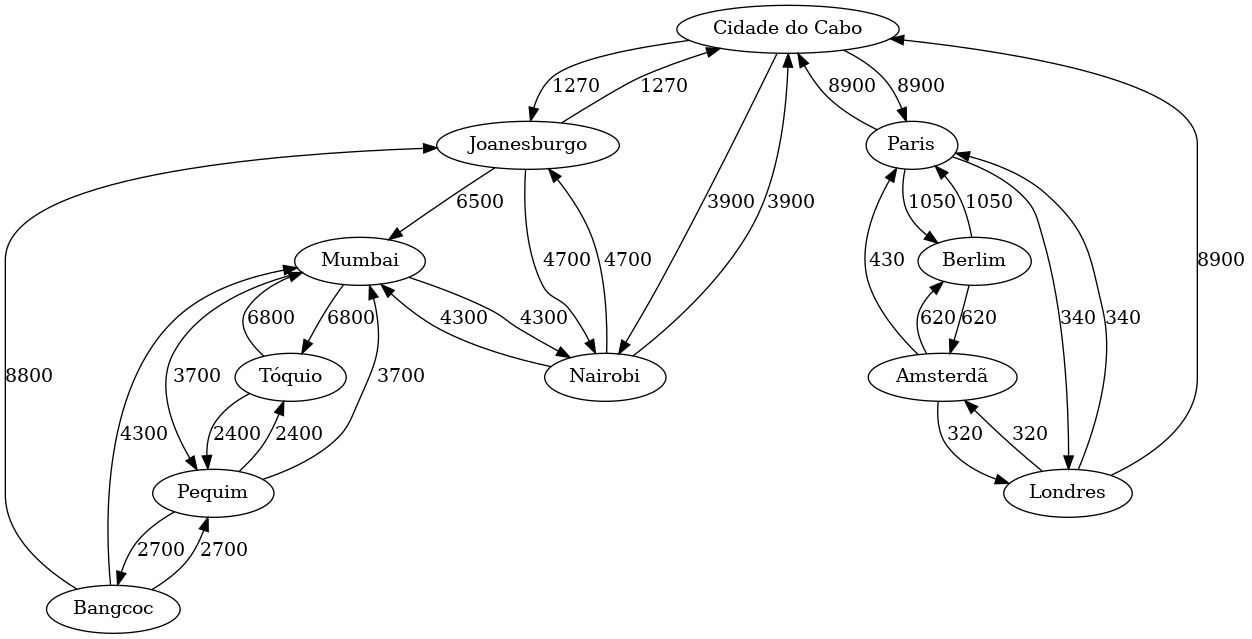 Cidade do Cabo
1270
1270
8900
8900
Joanesburgo
Paris
6500
3900
3900
1050
1050
Mumbai
4700
4700
430
Berlim
8900
6800
6800
4300
4300
620
620
340
340
8800
3700
Tóquio
3700
Nairobi
Amsterdã
4300
2400
2400
320
320
Pequim
Londres
2700
2700
Bangcoc